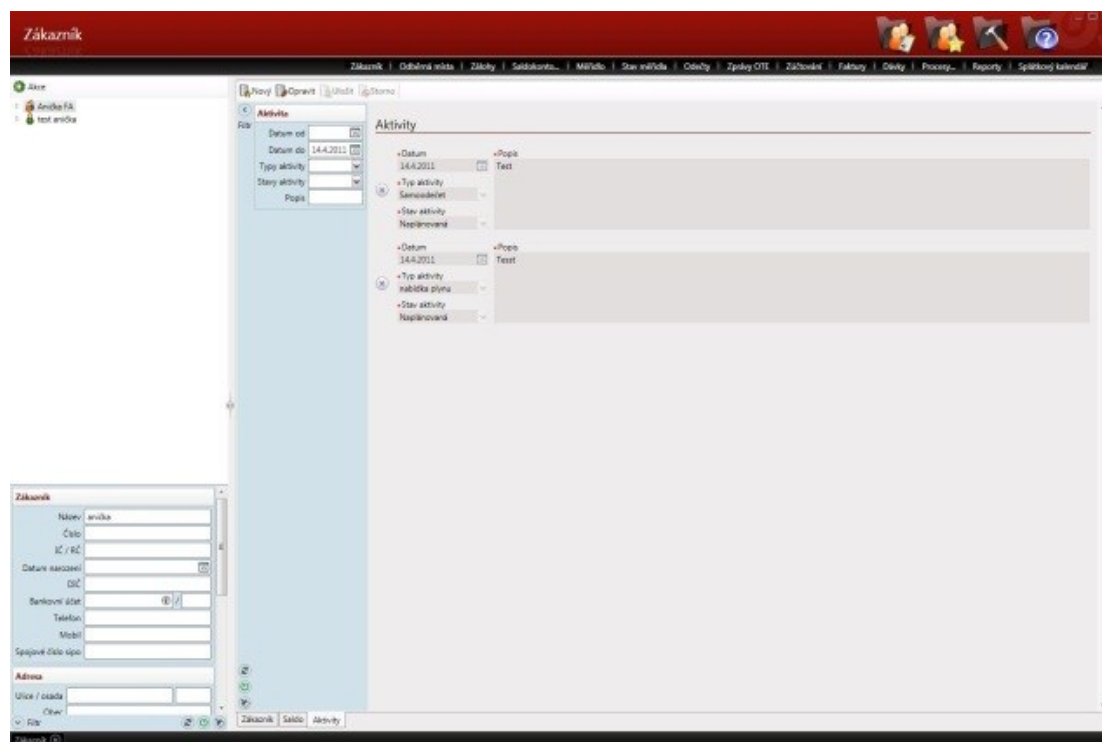 Zákazník
Zákazník | Odběrná místa | Zálohy | Saldokonto... | Měřidlo | Stav měřidla | Odečty | Zprávy OTE | Zúčtování | Faktury | Dávky | Procesy... | Reporty | Splátkový kalendář
Akce
Anička FA
test anička
Nový Opravit Uložit Storno
Filtr
Aktivita
Datum od
Datum do 14.4.2011
Typy aktivity
Stavy aktivity
Popis
Aktivity
Datum Popis
14.4.2011 Test
Typ aktivity
Samoodečet
Stav aktivity
Naplánovaná
Datum Popis
14.4.2011 Tesst
Typ aktivity
nabídka plynu
Stav aktivity
Naplánovaná
Zákazník
Název anička
Číslo
IČ / RČ
Datum narození
DIČ
Bankovní účet /
Telefon
Mobil
Spojové číslo sipo
Adresa
Ulice / osada
Obec
Filtr
Zákazník Saldo Aktivity
Zákazník